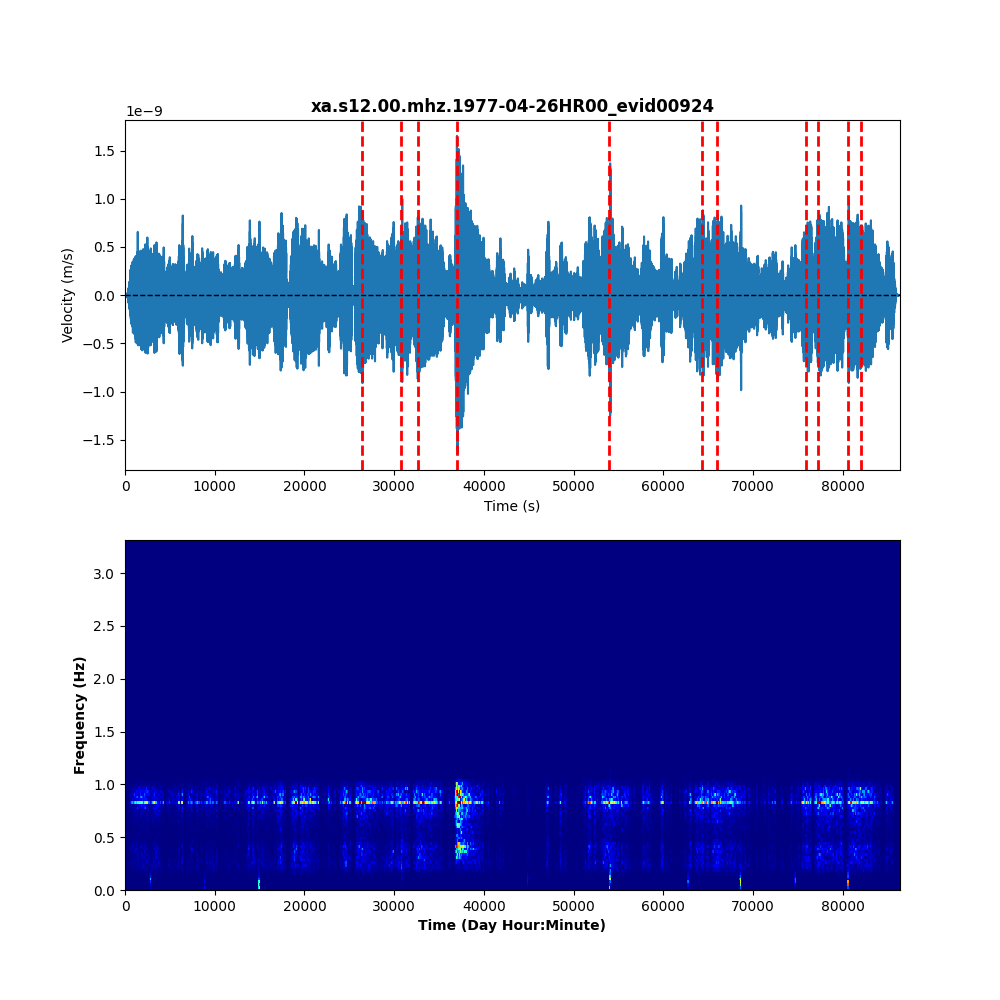 xa.s12.00.mhz.1977-04-26HR00_evid00924
1e−9
1.5
1.0
0.5
0.0
−0.5
−1.0
−1.5
Velocity (m/s)
0 10000 20000 30000 40000 50000 60000 70000 80000
Time (s)
3.0
2.5
2.0
1.5
1.0
0.5
0.0
Frequency (Hz)
0 10000 20000 30000 40000 50000 60000 70000 80000
Time (Day Hour:Minute)